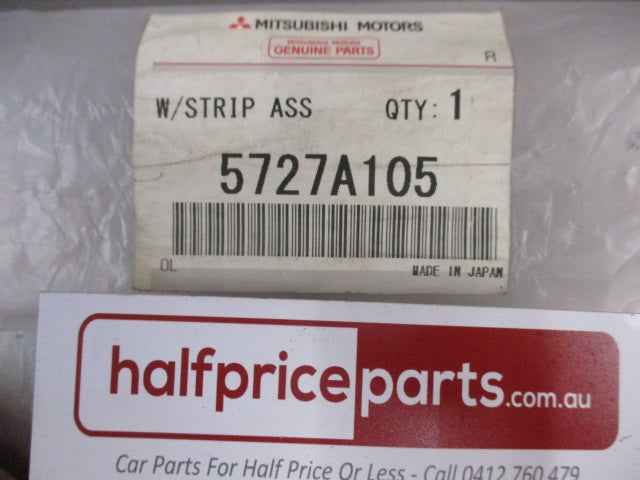 MITSUBISHI MOTORS
MITSUBISHI MOTORS
GENUINE PARTS
R
W/STRIP ASS QTY: 1
5727A105
OL MADE IN JAPAN
halfpriceparts.com.au
Car Parts For Half Price Or Less - Call 0412 760 479